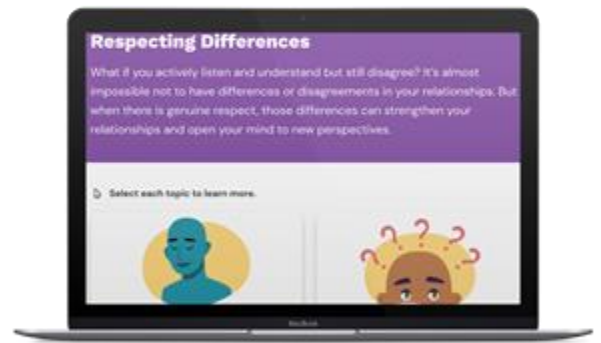 Respecting Differences
What if you actively listen and understand but still disagree? It's almost
impossible not to have differences or disagreements in your relationships. But
when there is genuine respect, those differences can strengthen your
relationships and open your mind to new perspectives.
Select each topic to learn more.
? ? ? ? ?
MacBook